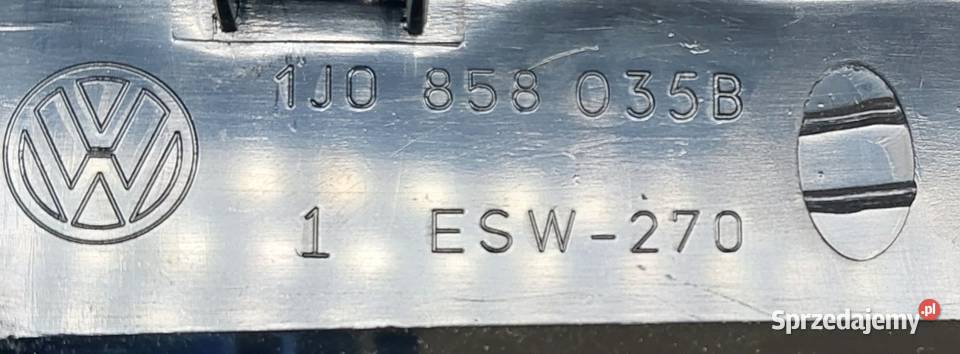 1J0 858 035B
1 ESW-270
Sprzedajemy.pl